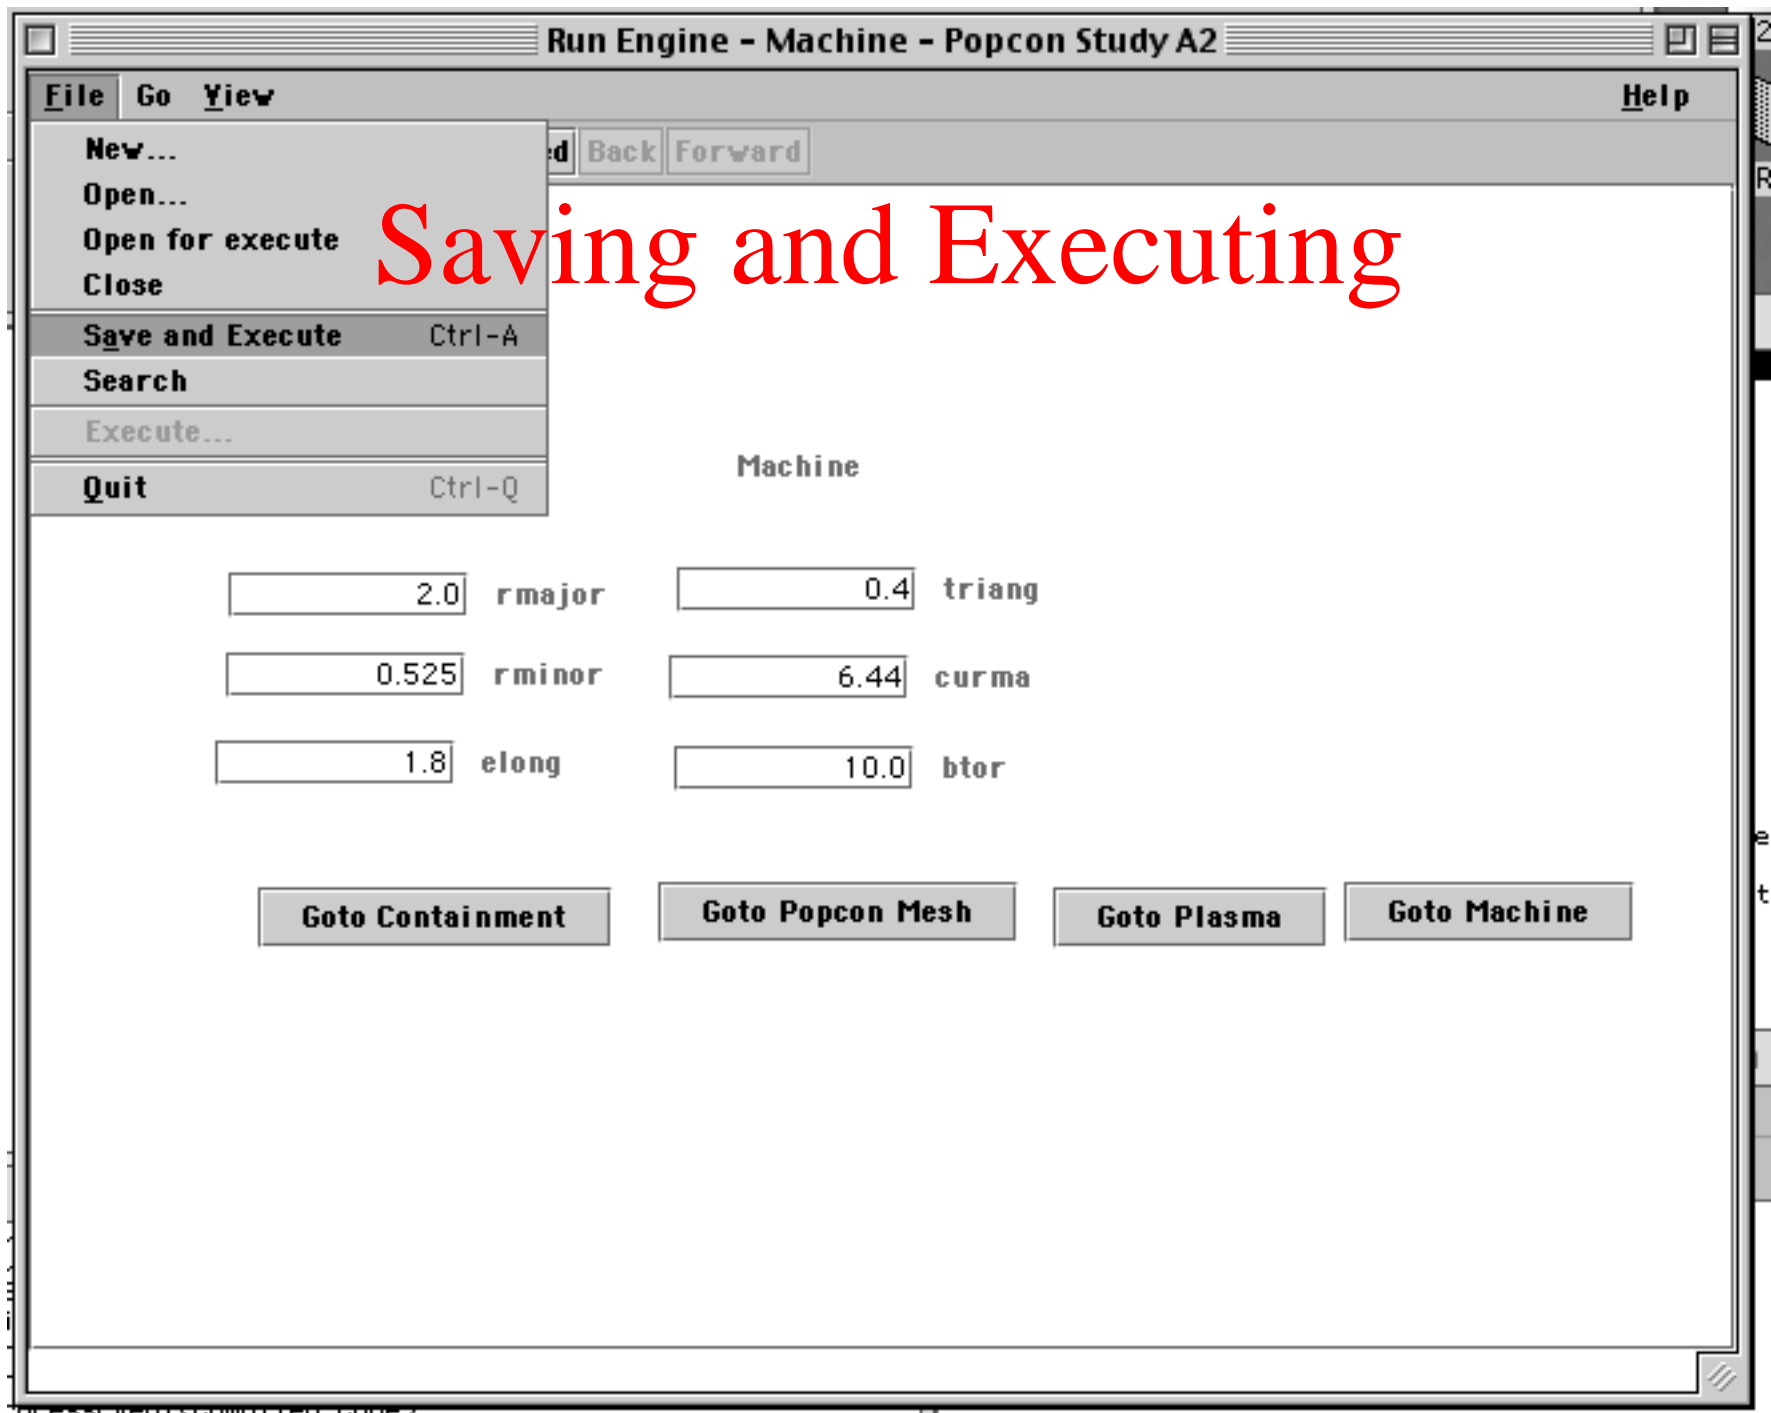 Run Engine - Machine - Popcon Study A2
File Go View Help
New...
Open...
Open for execute
Close
Save and Execute Ctrl-A
Search
Execute...
Quit Ctrl-Q
Back Forward
Saving and Executing
Machine
2.0 rmajor 0.4 triang
0.525 rminor 6.44 curma
1.8 elong 10.0 btor
Goto Containment Goto Popcon Mesh Goto Plasma Goto Machine